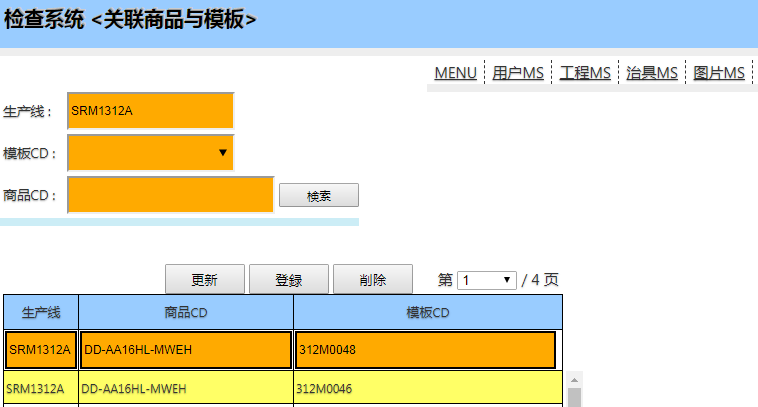 检查系统 <关联商品与模板>
MENU 用户MS 工程MS 治具MS 图片MS
生产线： SRM1312A
模板CD：
商品CD： 检索
更新 登録 削除 第 1 / 4 页
生产线 商品CD 模板CD
SRM1312A DD-AA16HL-MWEH 312M0048
SRM1312A DD-AA16HL-MWEH 312M0046